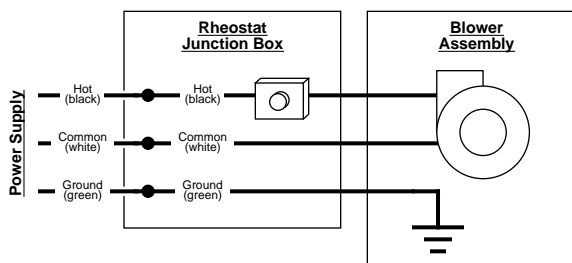 Rheostat
Junction Box
Blower
Assembly
Power Supply
Hot
(black)
Hot
(black)
Common
(white)
Common
(white)
Ground
(green)
Ground
(green)